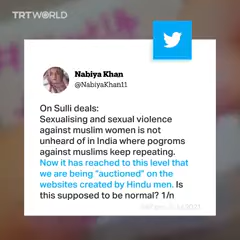 TRTWORLD
Nabiya Khan
@NabiyaKhan11
On Sulli deals:
Sexualising and sexual violence
against muslim women is not
unheard of in India where pogroms
against muslims keep repeating.
Now it has reached to this level that
we are being "auctioned" on the
websites created by Hindu men. Is
this supposed to be normal? 1/n